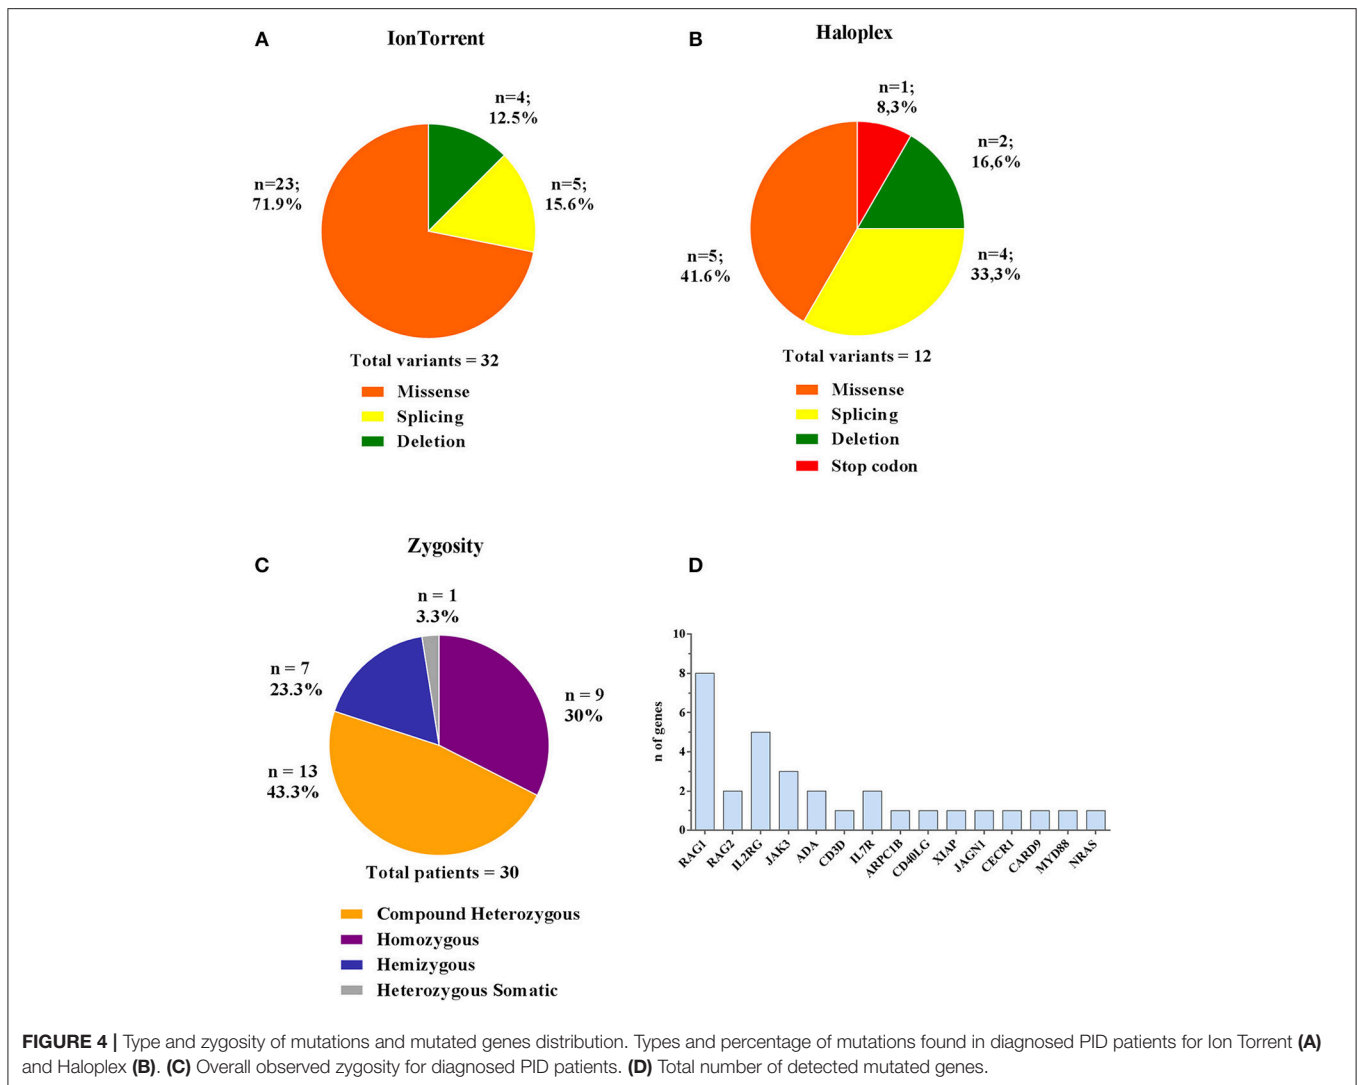 A
IonTorrent
n=4;
12.5%
n=23;
71.9%
n=5;
15.6%
Total variants = 32
Missense
Splicing
Deletion
B
Haloplex
n=1;
8,3%
n=2;
16,6%
n=5;
41.6%
n=4;
33,3%
Total variants = 12
Missense
Splicing
Deletion
Stop codon
C
Zygosity
n = 1
3.3%
n = 7
23.3%
n = 9
30%
n = 13
43.3%
Total patients = 30
Compound Heterozygous
Homozygous
Hemizygous
Heterozygous Somatic
D
n of genes
10
8
6
4
2
0
RAG1
RAG2
IL2RG
JAK3
ADA
CD3D
IL7R
ARPC1B
CD40LG
XIAP
JAGN1
CECR1
CARD9
MYD88
NRAS
FIGURE 4 | Type and zygosity of mutations and mutated genes distribution. Types and percentage of mutations found in diagnosed PID patients for Ion Torrent (A)
and Haloplex (B). (C) Overall observed zygosity for diagnosed PID patients. (D) Total number of detected mutated genes.